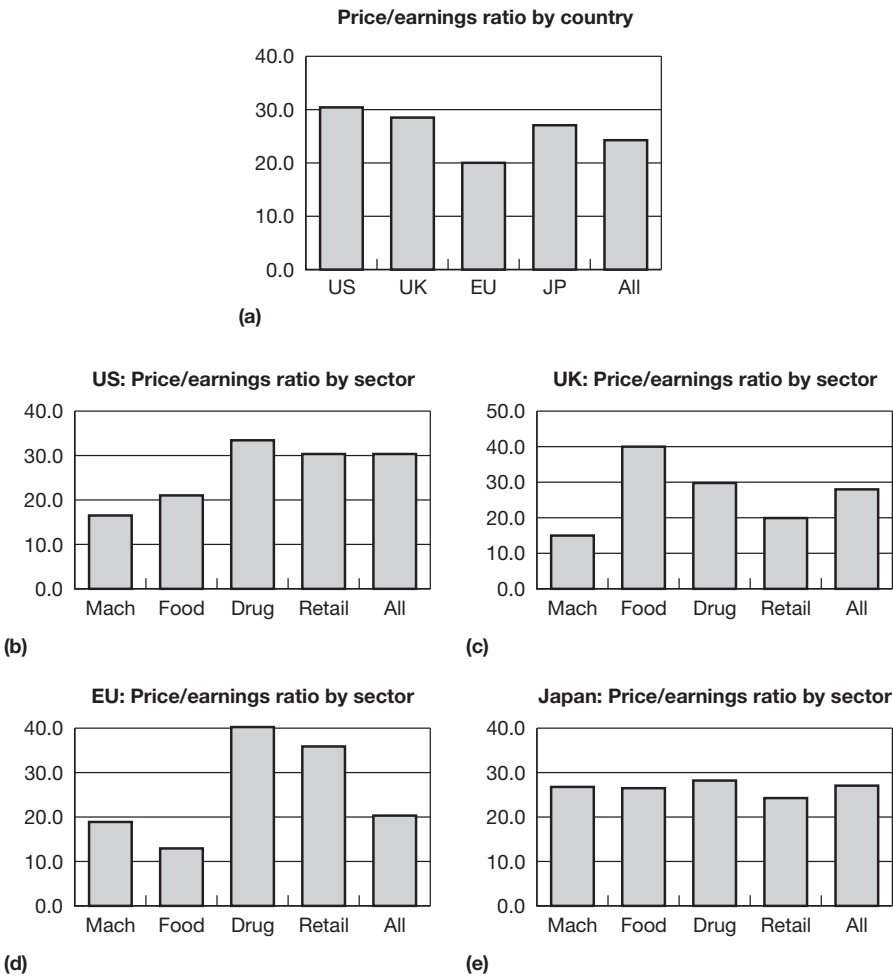 Price/earnings ratio by country
40.0
30.0
20.0
10.0
0.0
US UK EU JP All
(a)
US: Price/earnings ratio by sector
40.0
30.0
20.0
10.0
0.0
Mach Food Drug Retail All
(b)
UK: Price/earnings ratio by sector
50.0
40.0
30.0
20.0
10.0
0.0
Mach Food Drug Retail All
(c)
EU: Price/earnings ratio by sector
40.0
30.0
20.0
10.0
0.0
Mach Food Drug Retail All
(d)
Japan: Price/earnings ratio by sector
40.0
30.0
20.0
10.0
0.0
Mach Food Drug Retail All
(e)